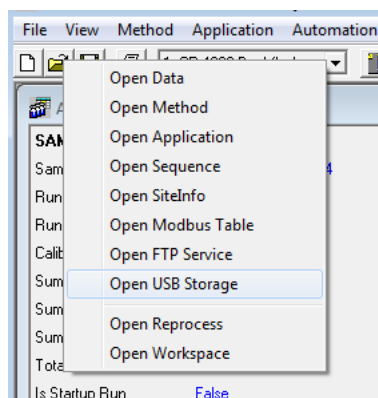 File View Method Application Automation
Open Data
Open Method
Open Application
SAM
Open Sequence
Sam
4
Open SiteInfo
Run
Open Modbus Table
Run
Open FTP Service
Calib
Open USB Storage
Sum
Sum
Open Reprocess
Sum
Open Workspace
Tota
Is Startup Run False